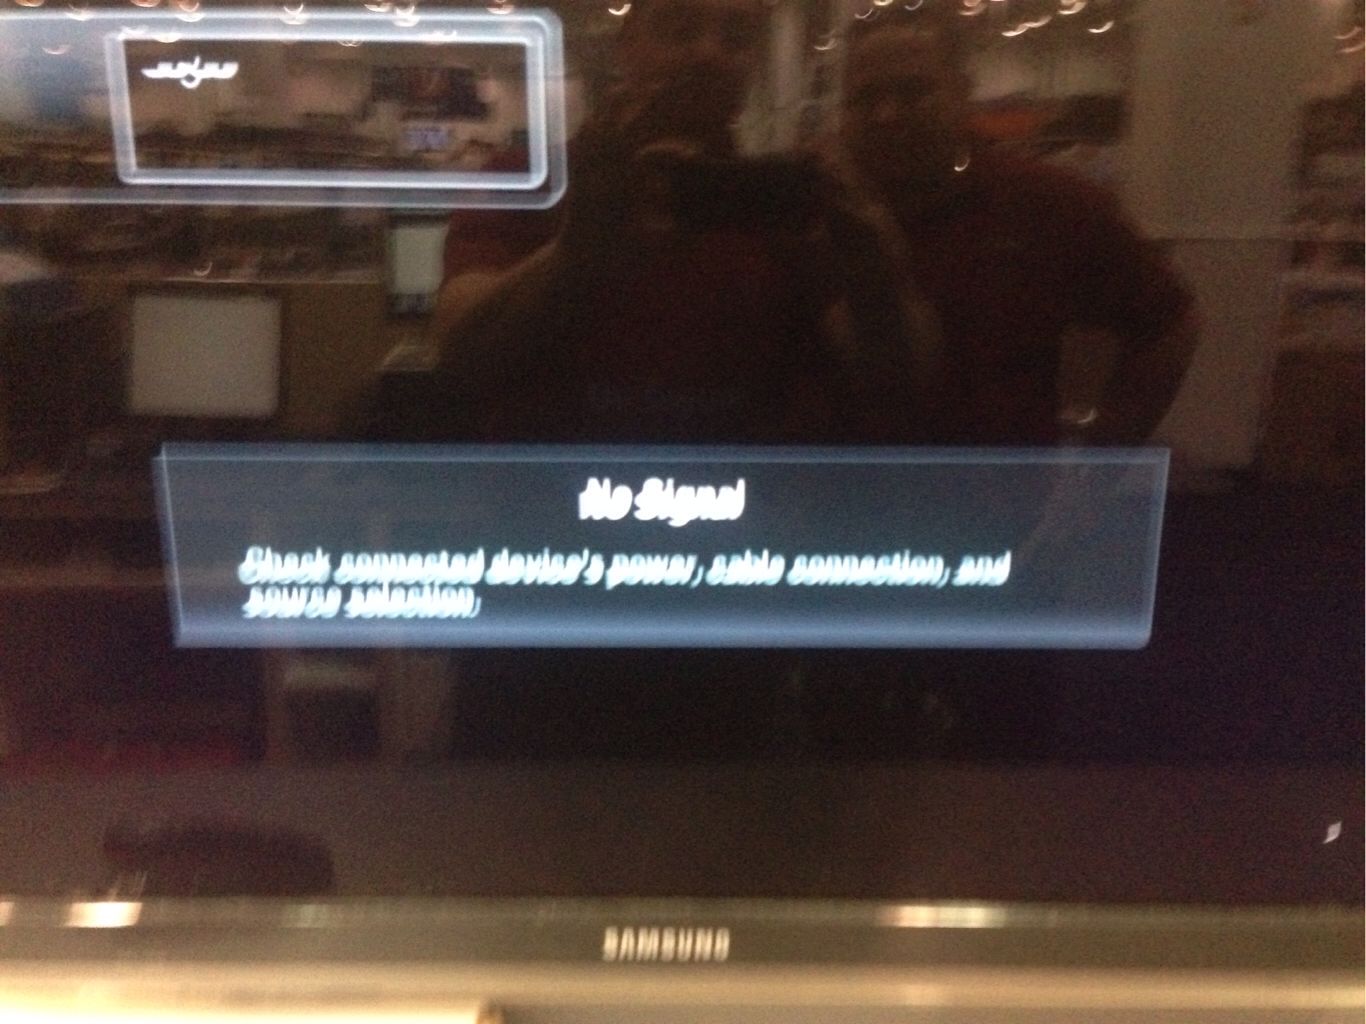 No Signal
Check connected device's power, cable connection, and
source selection.
SAMSUNG